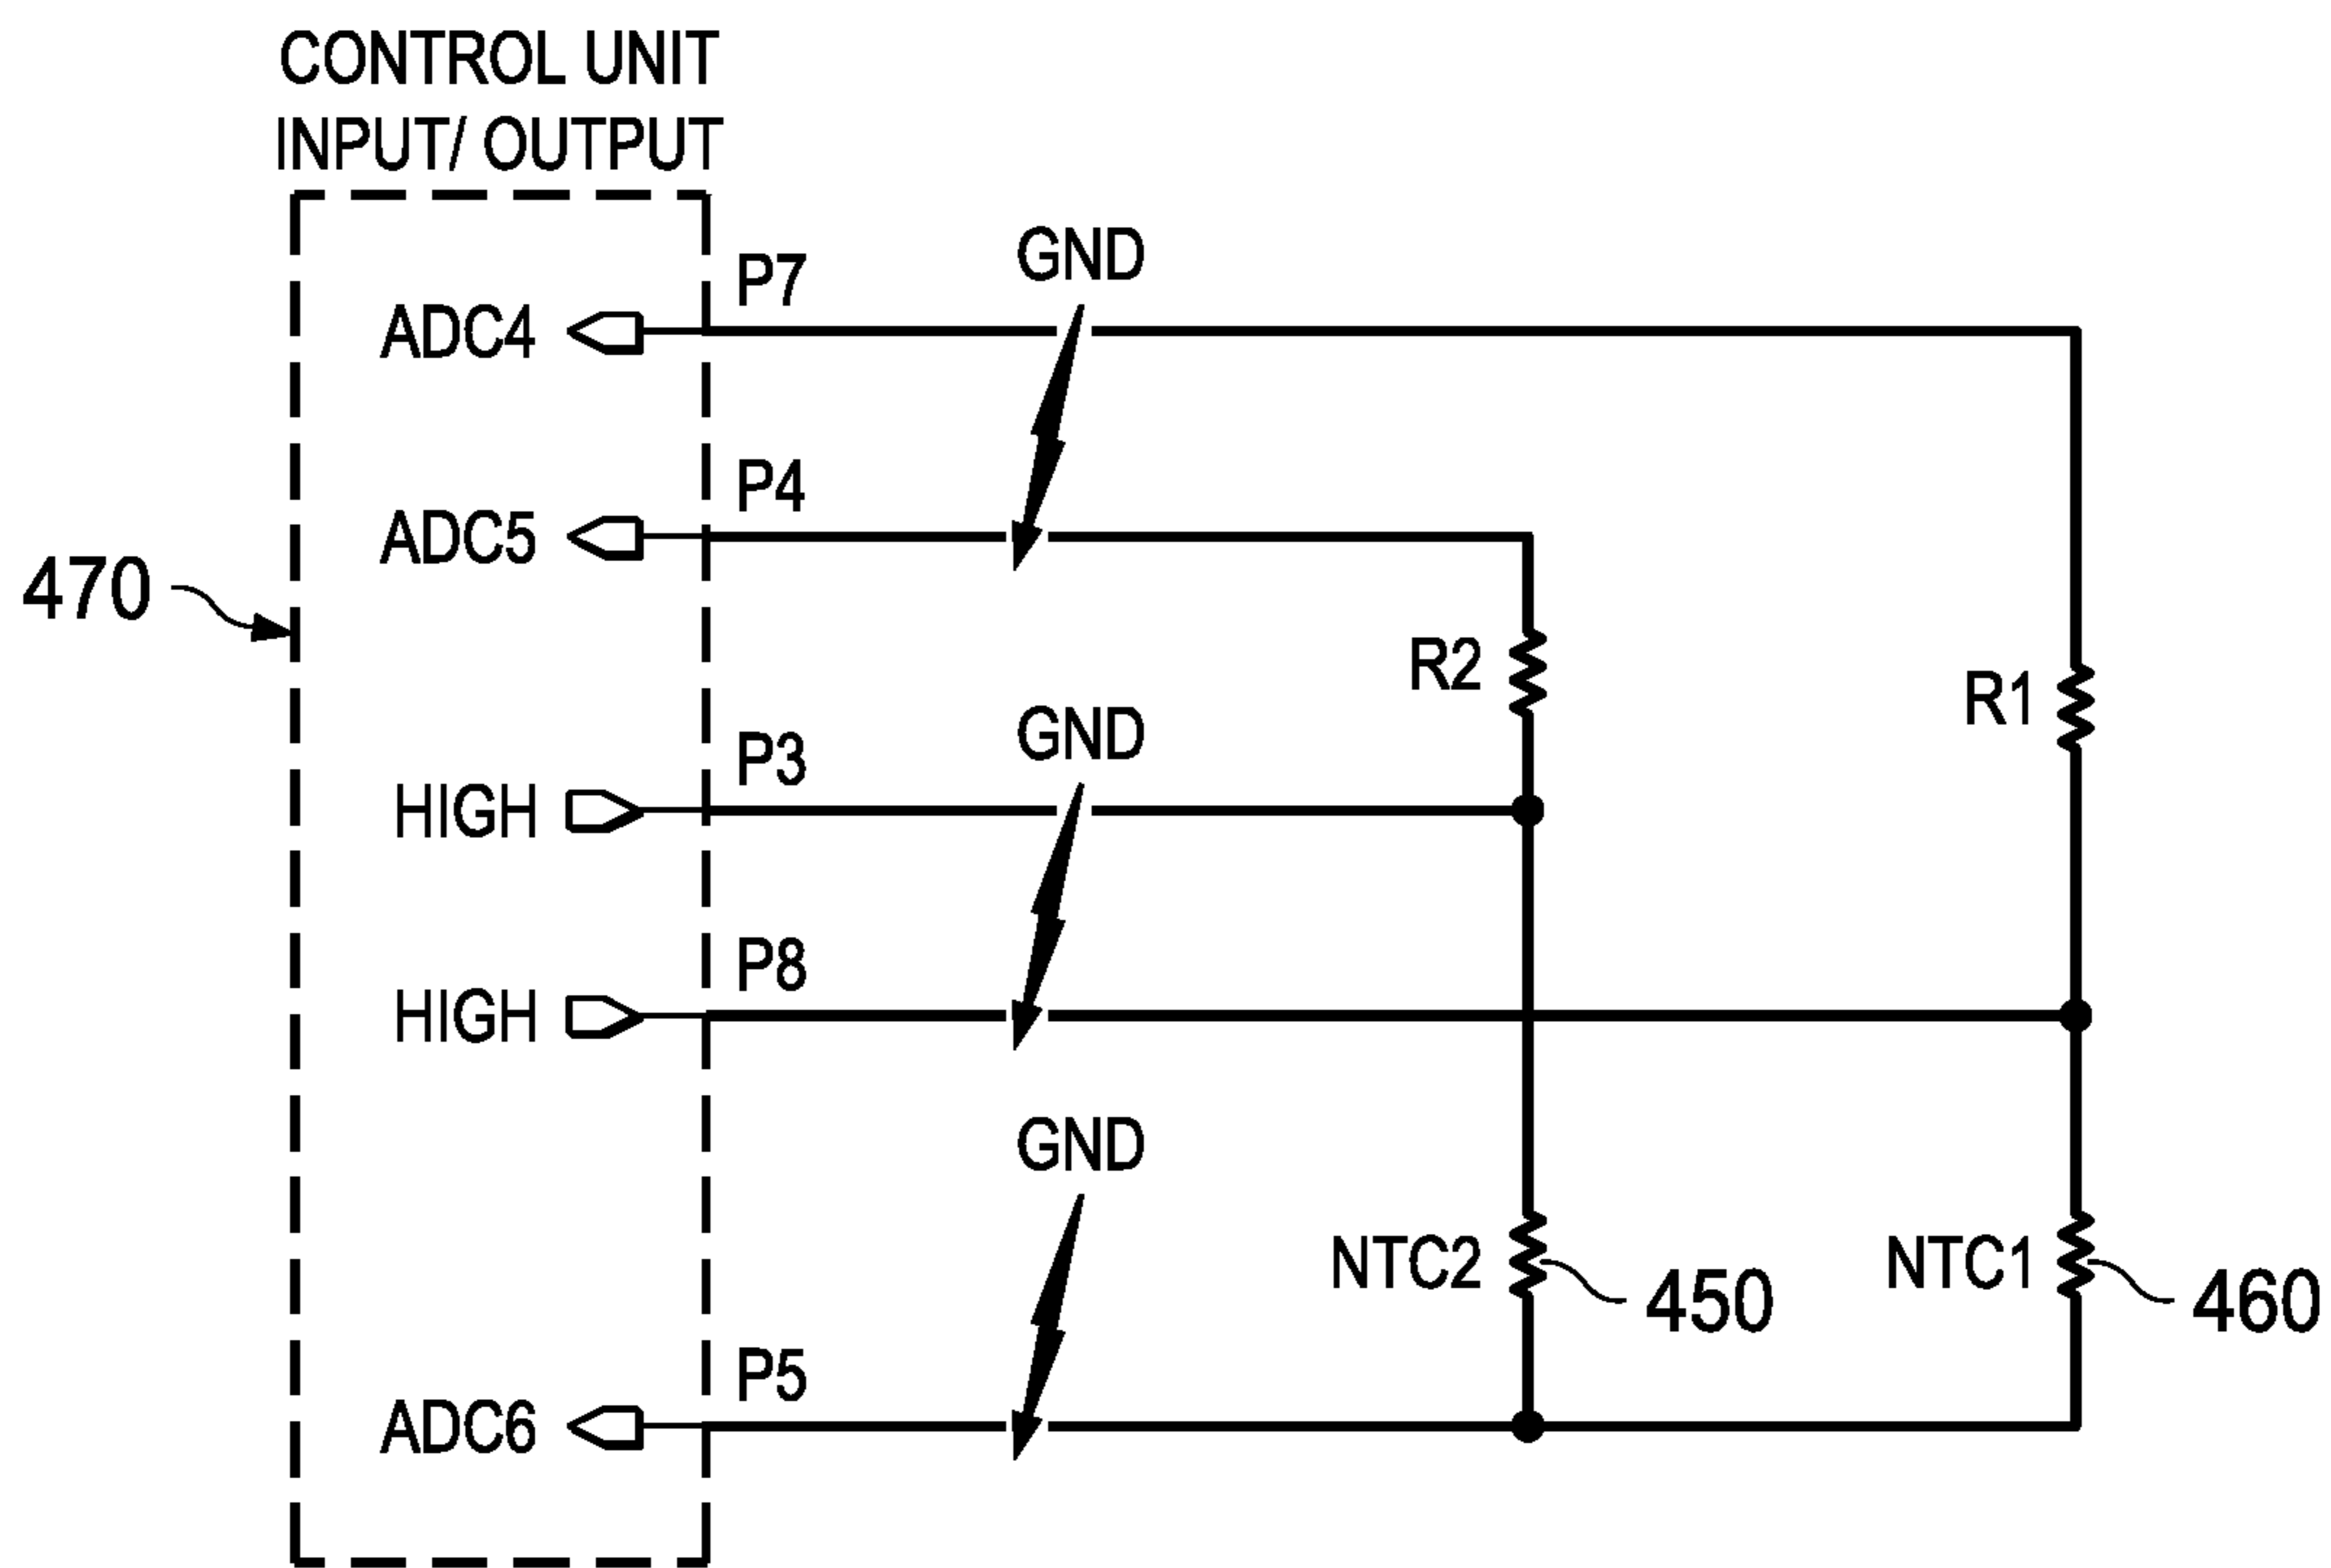 CONTROL UNIT
INPUT/ OUTPUT
P7
GND
ADC4
P4
ADC5
470
R2
R1
P3
GND
HIGH
P8
HIGH
GND
NTC2
450
NTC1
460
P5
ADC6